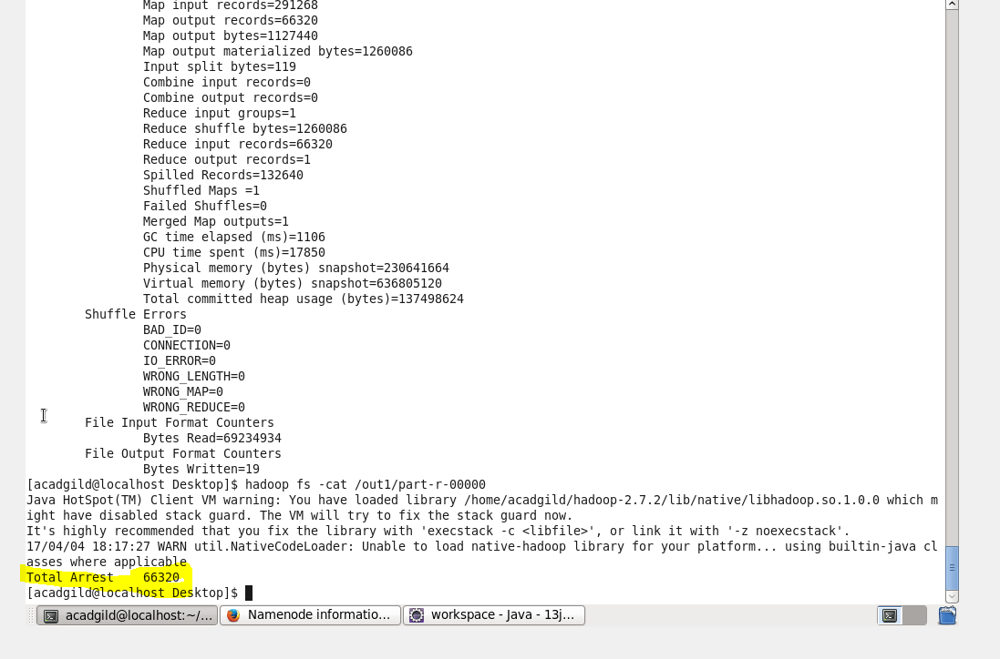 Map input records=291268
Map output records=66320
Map output bytes=1127440
Map output materialized bytes=1260086
Input split bytes=119
Combine input records=0
Combine output records=0
Reduce input groups=1
Reduce shuffle bytes=1260086
Reduce input records=66320
Reduce output records=1
Spilled Records=132640
Shuffled Maps =1
Failed Shuffles=0
Merged Map outputs=1
GC time elapsed (ms)=1106
CPU time spent (ms)=17850
Physical memory (bytes) snapshot=230641664
Virtual memory (bytes) snapshot=636805120
Total committed heap usage (bytes)=137498624
Shuffle Errors
BAD_ID=0
CONNECTION=0
IO_ERROR=0
WRONG_LENGTH=0
WRONG_MAP=0
WRONG_REDUCE=0
File Input Format Counters
Bytes Read=69234934
File Output Format Counters
Bytes Written=19
[acadgild@localhost Desktop]$ hadoop fs -cat /out1/part-r-00000
Java HotSpot(TM) Client VM warning: You have loaded library /home/acadgild/hadoop-2.7.2/lib/native/libhadoop.so.1.0.0 which m
ight have disabled stack guard. The VM will try to fix the stack guard now.
It's highly recommended that you fix the library with 'execstack -c <libfile>', or link it with '-z noexecstack'.
17/04/04 18:17:27 WARN util.NativeCodeLoader: Unable to load native-hadoop library for your platform... using builtin-java cl
asses where applicable
Total Arrest    66320
[acadgild@localhost Desktop]$
acadgild@localhost:~/... Namenode informatio... workspace - Java - 13j...